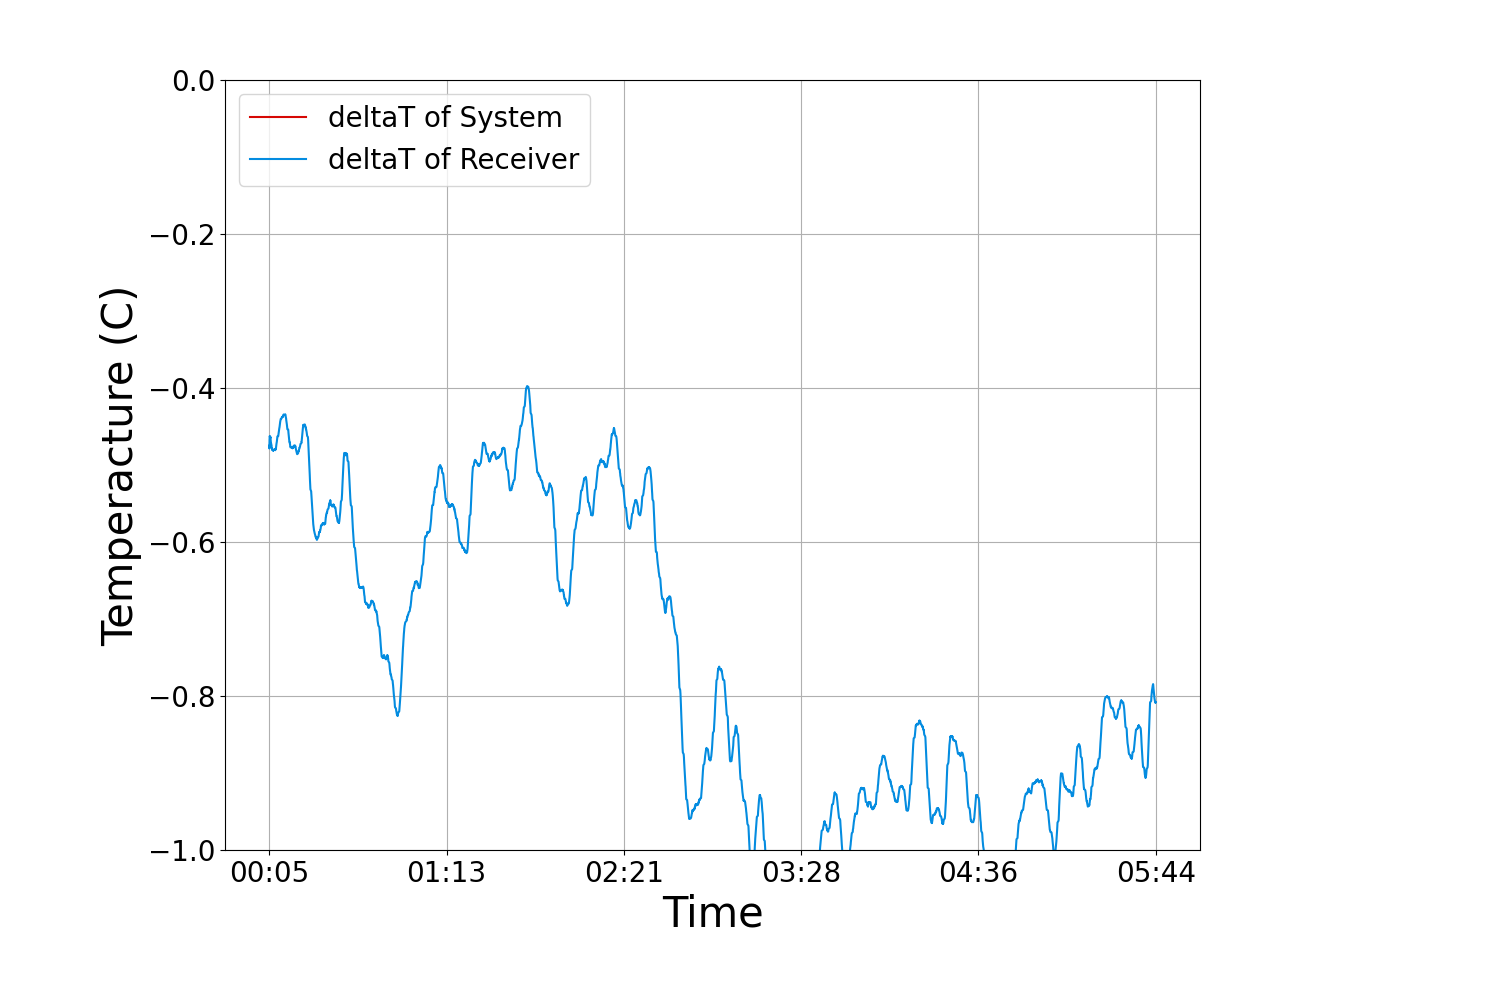 0.0
−0.2
−0.4
−0.6
−0.8
−1.0
Temperacture (C)
deltaT of System
deltaT of Receiver
00:05 01:13 02:21 03:28 04:36 05:44
Time